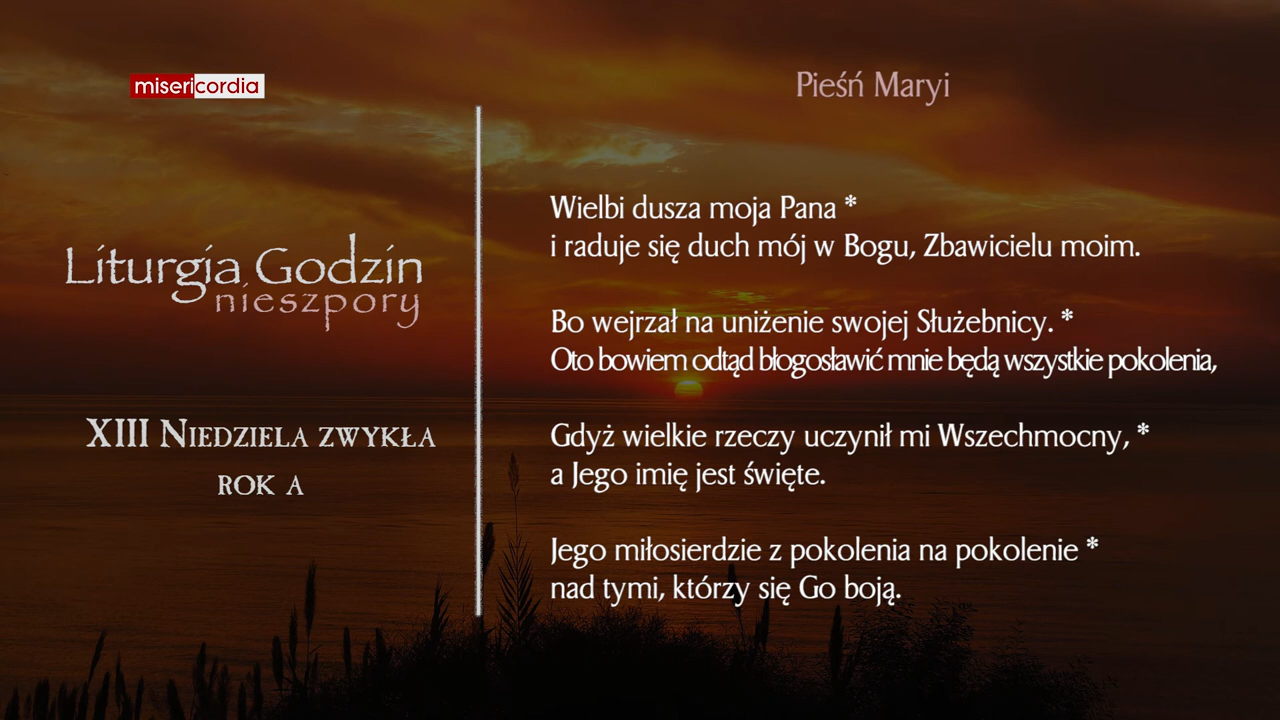 misericordia
Pieśń Maryi
Liturgia Godzin
nieszpory
XIII Niedziela zwykła
rok a
Wielbi dusza moja Pana *
i raduje się duch mój w Bogu, Zbawicielu moim.
Bo wejrzał na uniżenie swojej Służebnicy. *
Oto bowiem odtąd błogosławić mnie będą wszystkie pokolenia,
Gdyż wielkie rzeczy uczynił mi Wszechmocny, *
a Jego imię jest święte.
Jego miłosierdzie z pokolenia na pokolenie *
nad tymi, którzy się Go boją.